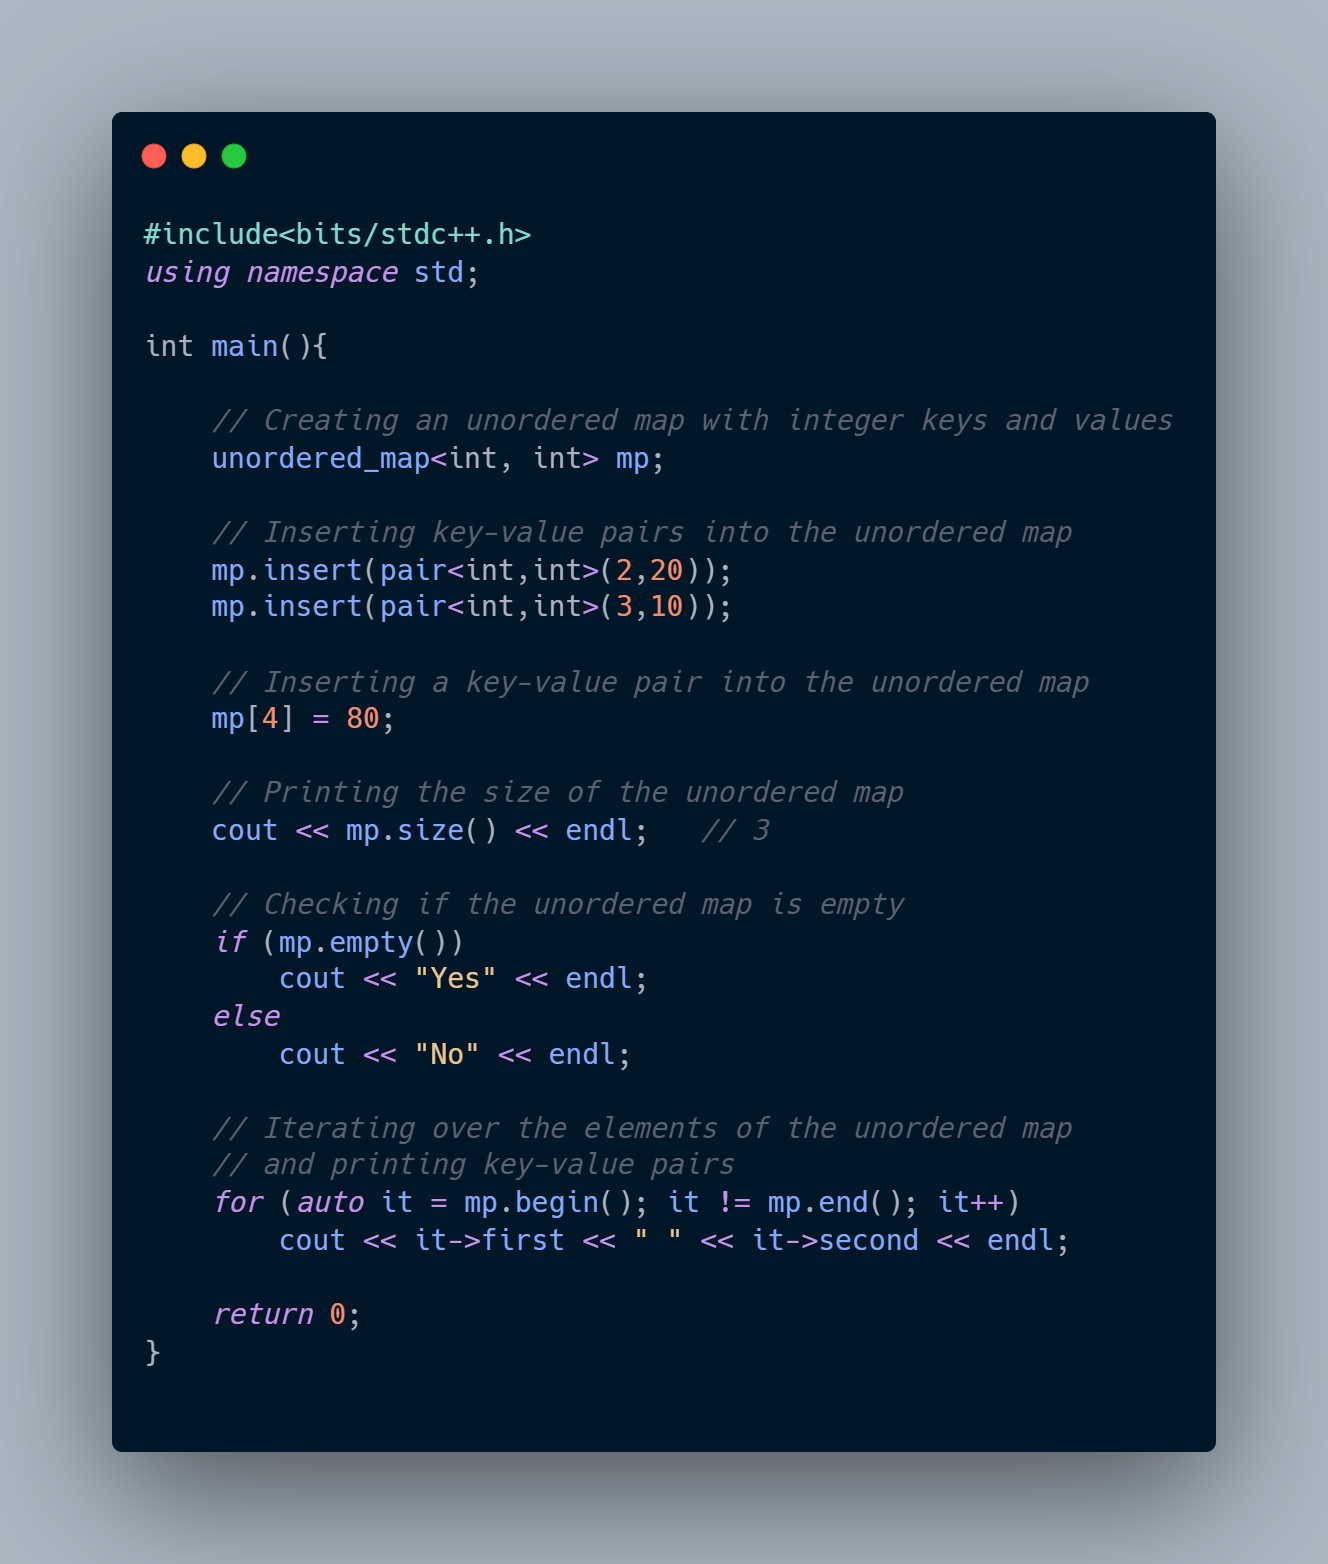 #include<bits/stdc++.h>
using namespace std;

int main(){

    // Creating an unordered map with integer keys and values
    unordered_map<int, int> mp;

    // Inserting key-value pairs into the unordered map
    mp.insert(pair<int,int>(2,20));
    mp.insert(pair<int,int>(3,10));

    // Inserting a key-value pair into the unordered map
    mp[4] = 80;

    // Printing the size of the unordered map
    cout << mp.size() << endl;   // 3

    // Checking if the unordered map is empty
    if (mp.empty())
        cout << "Yes" << endl;
    else
        cout << "No" << endl;

    // Iterating over the elements of the unordered map
    // and printing key-value pairs
    for (auto it = mp.begin(); it != mp.end(); it++)
        cout << it->first << " " << it->second << endl;

    return 0;
}